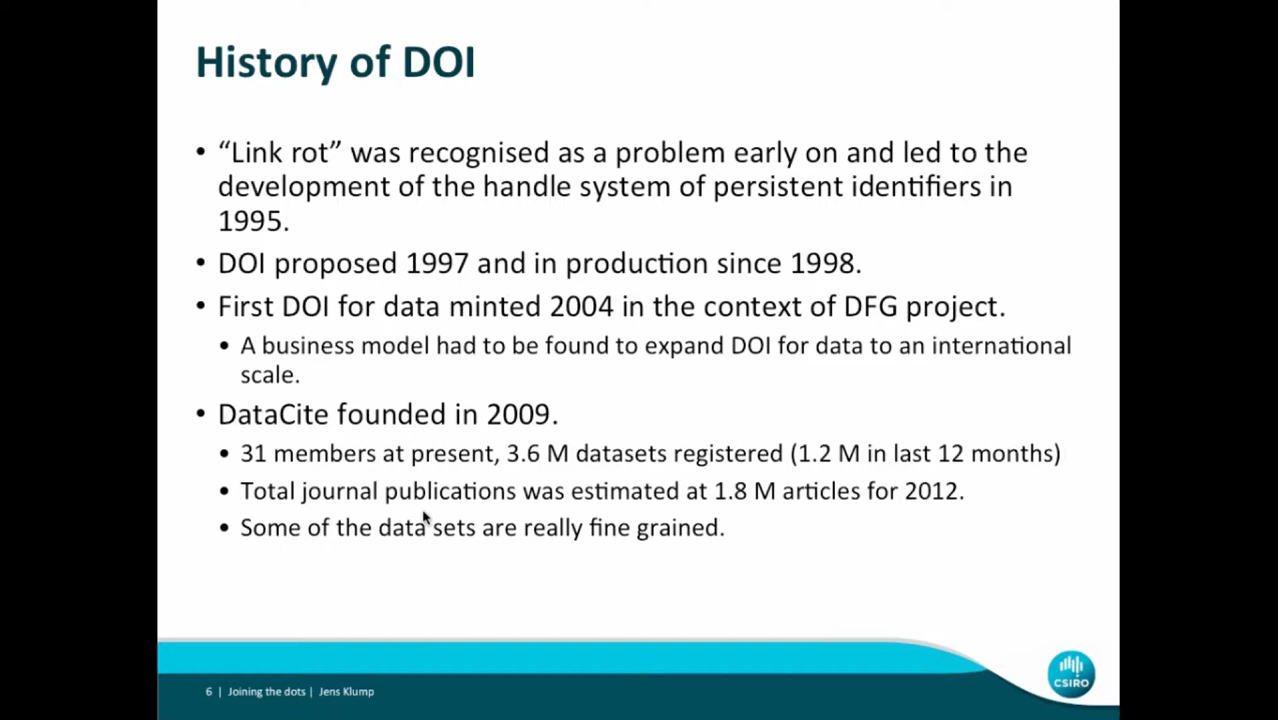 History of DOI
• “Link rot” was recognised as a problem early on and led to the
development of the handle system of persistent identifiers in
1995.
• DOI proposed 1997 and in production since 1998.
• First DOI for data minted 2004 in the context of DFG project.
• A business model had to be found to expand DOI for data to an international
scale.
• DataCite founded in 2009.
• 31 members at present, 3.6 M datasets registered (1.2 M in last 12 months)
• Total journal publications was estimated at 1.8 M articles for 2012.
• Some of the data sets are really fine grained.
6 | Joining the dots | Jens Klump
CSIRO